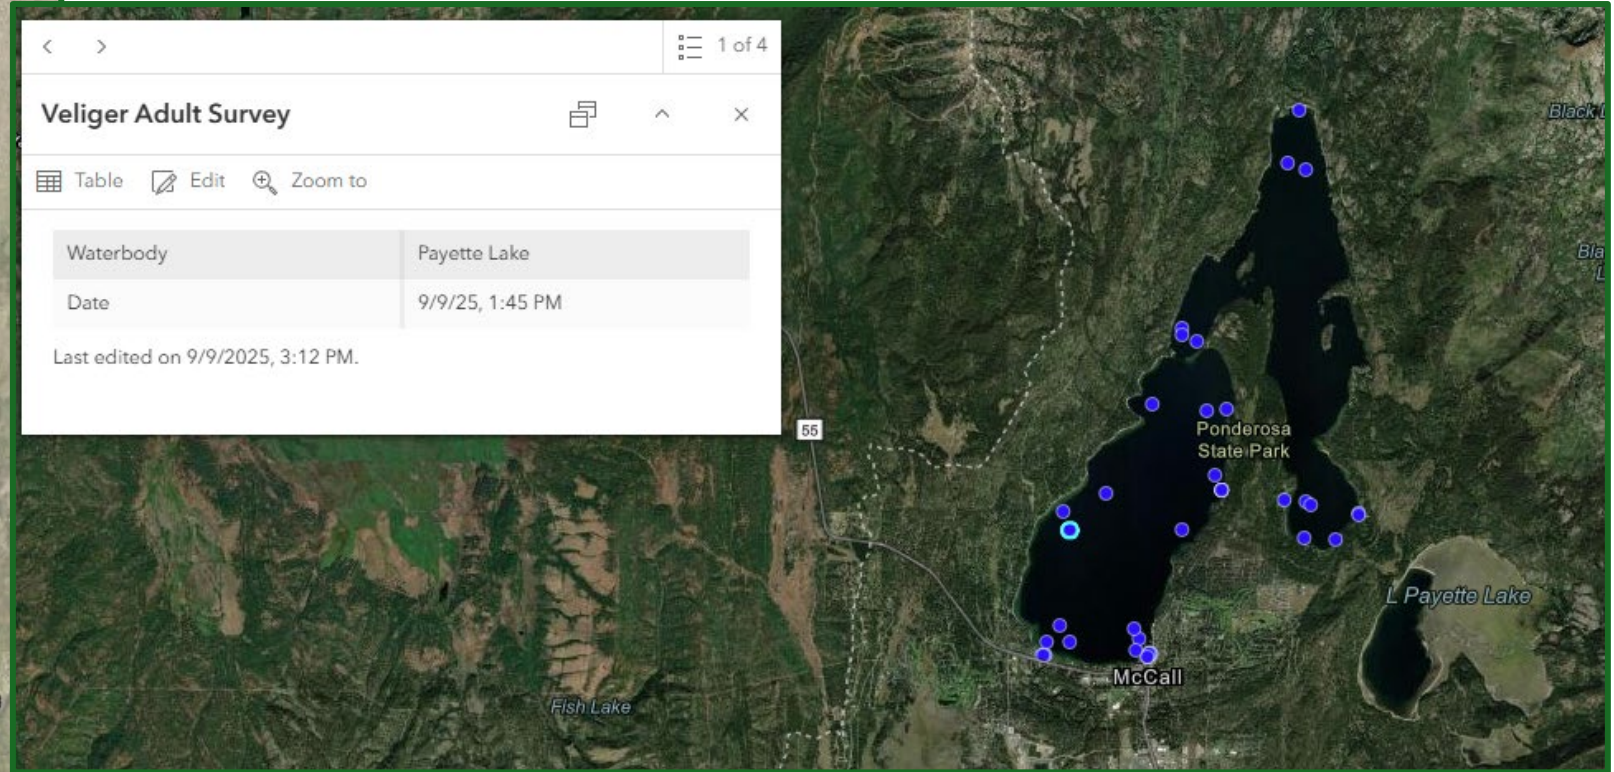 1 of 4
Veliger Adult Survey
Table Edit Zoom to
Waterbody Payette Lake
Date 9/9/25, 1:45 PM
Last edited on 9/9/2025, 3:12 PM.
Black L
55
Ponderosa
State Park
L Payette Lake
McCall
Fish Lake